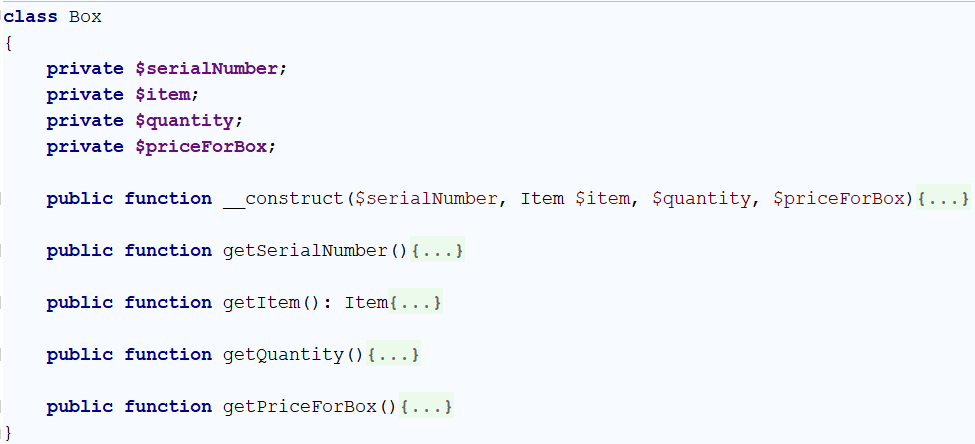 class Box
{
    private $serialNumber;
    private $item;
    private $quantity;
    private $priceForBox;
    public function __construct($serialNumber, Item $item, $quantity, $priceForBox){...}
    public function getSerialNumber(){...}
    public function getItem(): Item{...}
    public function getQuantity(){...}
    public function getPriceForBox(){...}
}